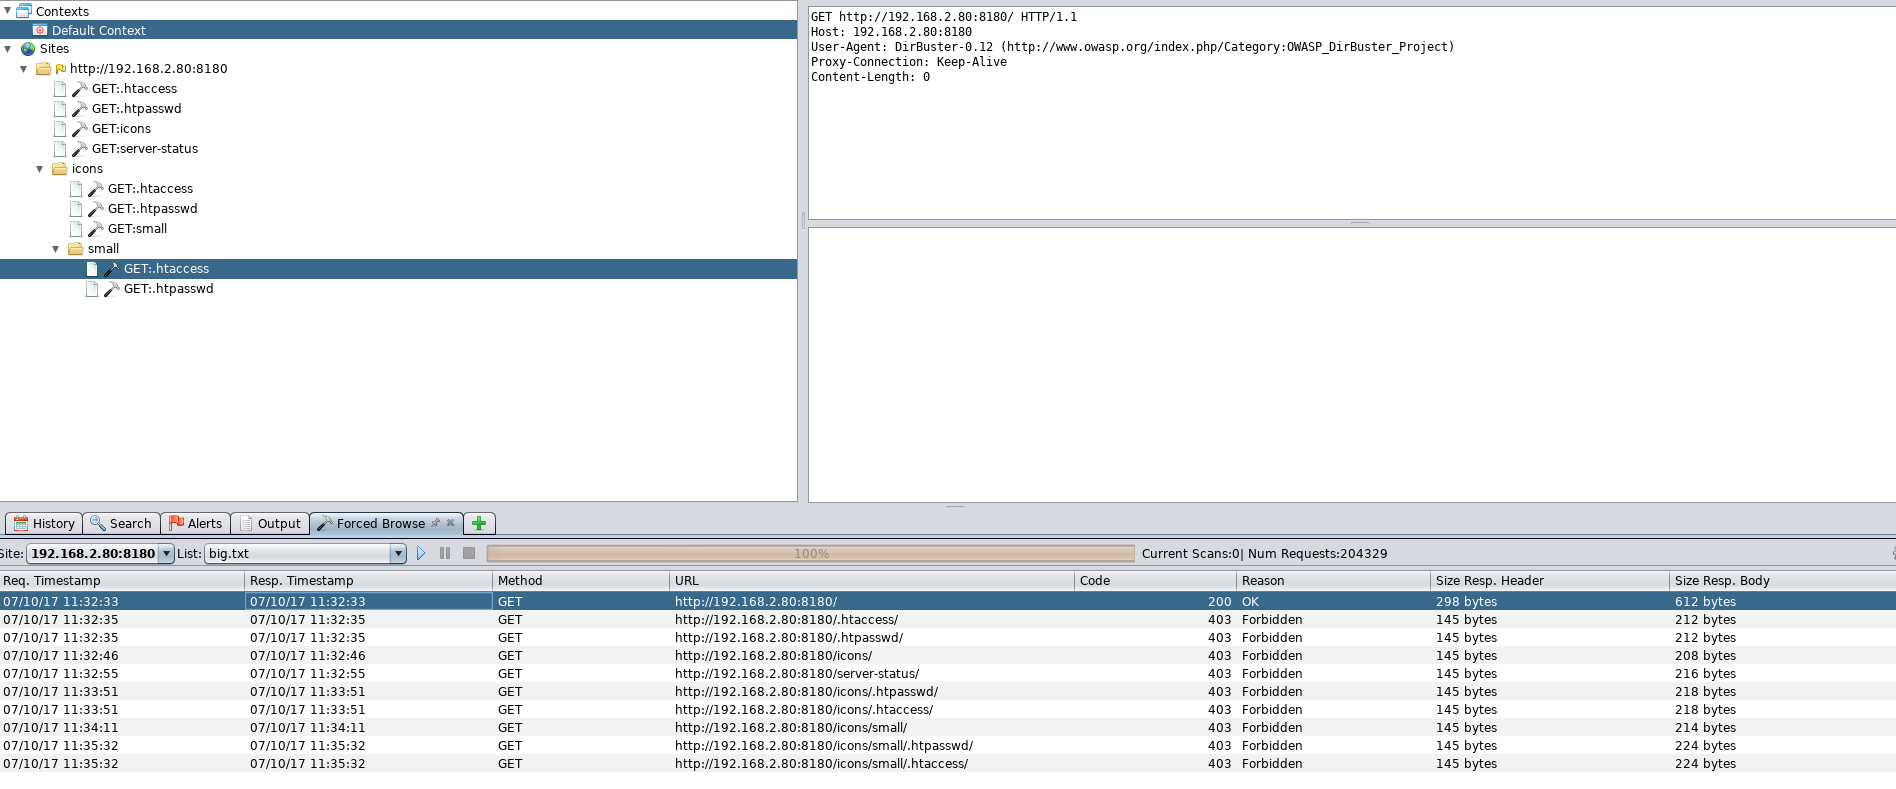 Contexts
Default Context
Sites
http://192.168.2.80:8180
GET:.htaccess
GET:.htpasswd
GET:icons
GET:server-status
icons
GET:.htaccess
GET:.htpasswd
GET:small
small
GET:.htaccess
GET:.htpasswd
GET http://192.168.2.80:8180/ HTTP/1.1
Host: 192.168.2.80:8180
User-Agent: DirBuster-0.12 (http://www.owasp.org/index.php/Category:OWASP_DirBuster_Project)
Proxy-Connection: Keep-Alive
Content-Length: 0
History Search Alerts Output Forced Browse
Site: 192.168.2.80:8180 List: big.txt 100% Current Scans:0| Num Requests:204329
Req. Timestamp Resp. Timestamp Method URL Code Reason Size Resp. Header Size Resp. Body
07/10/17 11:32:33 07/10/17 11:32:33 GET http://192.168.2.80:8180/ 200 OK 298 bytes 612 bytes
07/10/17 11:32:35 07/10/17 11:32:35 GET http://192.168.2.80:8180/.htaccess/ 403 Forbidden 145 bytes 212 bytes
07/10/17 11:32:35 07/10/17 11:32:35 GET http://192.168.2.80:8180/.htpasswd/ 403 Forbidden 145 bytes 212 bytes
07/10/17 11:32:46 07/10/17 11:32:46 GET http://192.168.2.80:8180/icons/ 403 Forbidden 145 bytes 208 bytes
07/10/17 11:32:55 07/10/17 11:32:55 GET http://192.168.2.80:8180/server-status/ 403 Forbidden 145 bytes 216 bytes
07/10/17 11:33:51 07/10/17 11:33:51 GET http://192.168.2.80:8180/icons/.htpasswd/ 403 Forbidden 145 bytes 218 bytes
07/10/17 11:33:51 07/10/17 11:33:51 GET http://192.168.2.80:8180/icons/.htaccess/ 403 Forbidden 145 bytes 218 bytes
07/10/17 11:34:11 07/10/17 11:34:11 GET http://192.168.2.80:8180/icons/small/ 403 Forbidden 145 bytes 214 bytes
07/10/17 11:35:32 07/10/17 11:35:32 GET http://192.168.2.80:8180/icons/small/.htpasswd/ 403 Forbidden 145 bytes 224 bytes
07/10/17 11:35:32 07/10/17 11:35:32 GET http://192.168.2.80:8180/icons/small/.htaccess/ 403 Forbidden 145 bytes 224 bytes